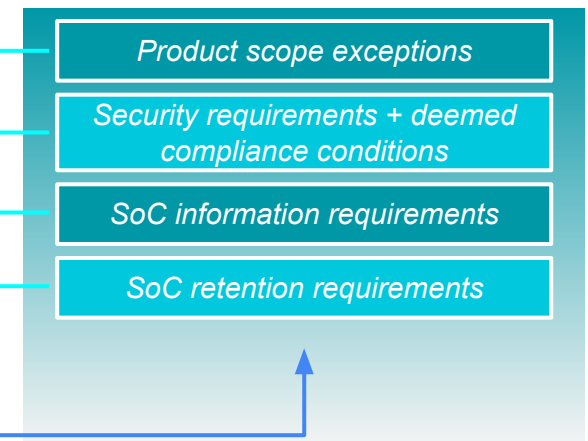 Product scope exceptions
Security requirements + deemed
compliance conditions
SoC information requirements
SoC retention requirements